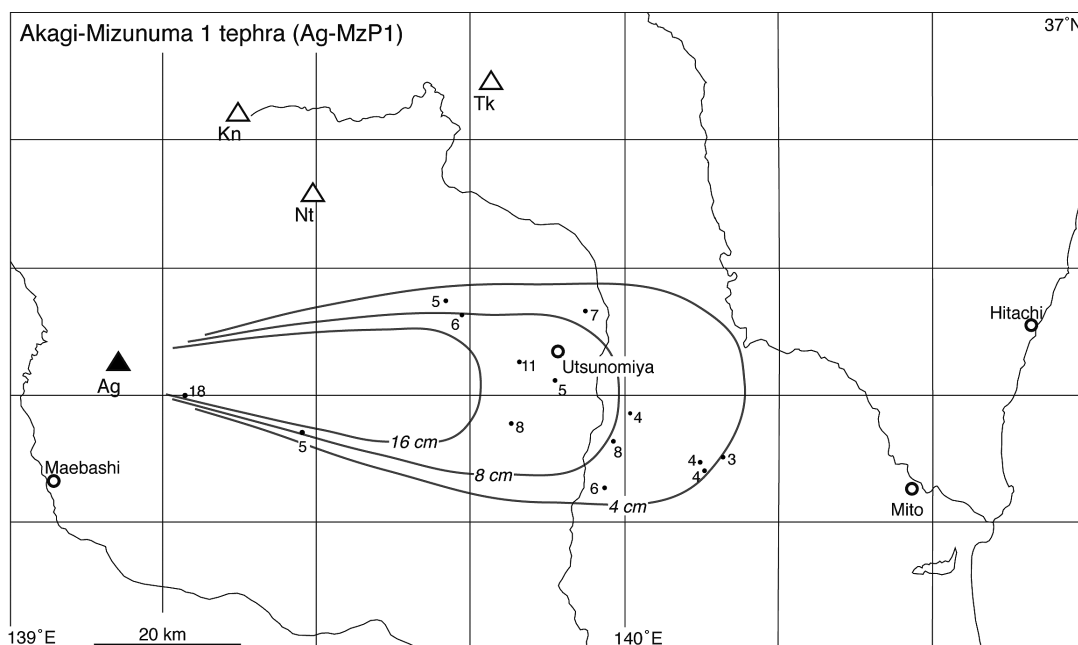 Akagi-Mizunuma 1 tephra (Ag-MzP1)
37˚N
Tk
Kn
Nt
5
6
7
Hitachi
11
Utsunomiya
5
Ag
18
4
8
5
16 cm
8
Maebashi
4
3
4
8 cm
6
4 cm
Mito
139˚E
20 km
140˚E